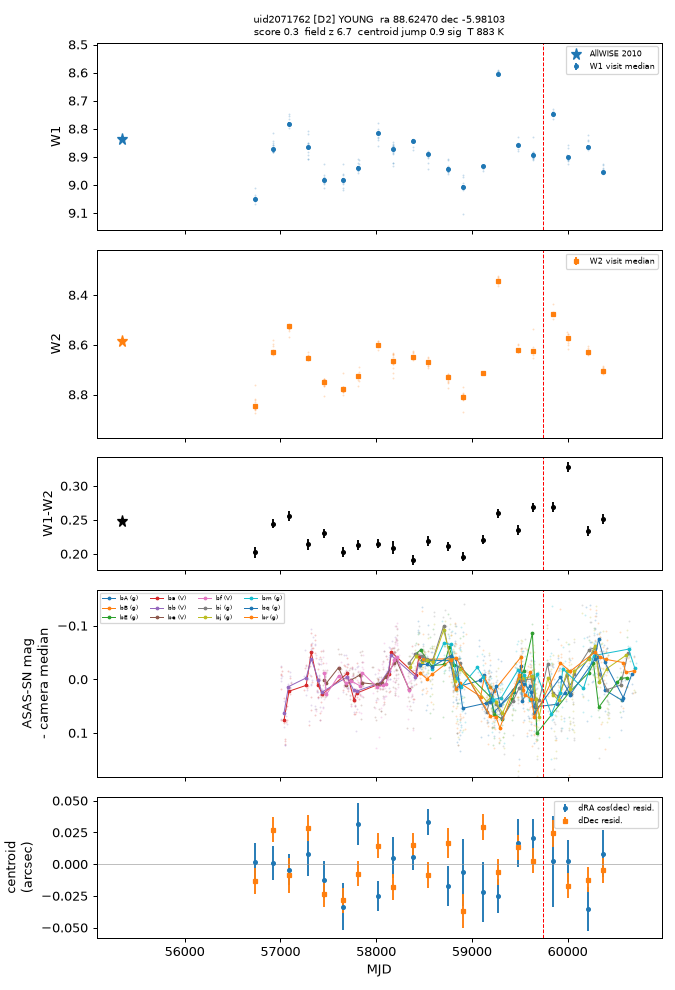 uid2071762 [D2] YOUNG ra 88.62470 dec -5.98103
score 0.3 field z 6.7 centroid jump 0.9 sig T 883 K
8.5
8.6
8.7
8.8
8.9
9.0
9.1
W1
AllWISE 2010
W1 visit median
8.4
8.6
8.8
W2
W2 visit median
0.30
0.25
0.20
W1-W2
bA (g)
bB (g)
bE (g)
ba (V)
bb (V)
be (V)
bf (V)
bi (g)
bj (g)
bm (g)
bq (g)
br (g)
−0.1
0.0
0.1
ASAS-SN mag
- camera median
0.050
0.025
0.000
−0.025
−0.050
centroid
(arcsec)
dRA cos(dec) resid.
dDec resid.
56000
57000
58000
59000
60000
MJD